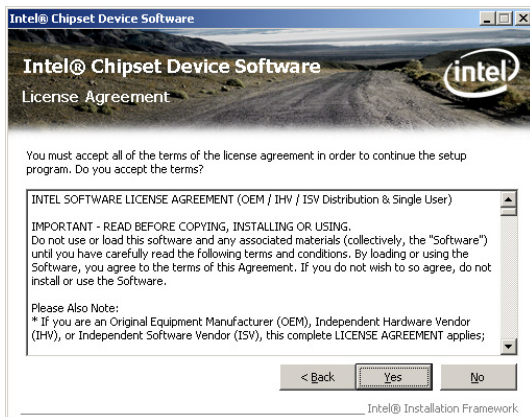 Intel® Chipset Device Software
Intel® Chipset Device Software
intel
License Agreement
You must accept all of the terms of the license agreement in order to continue the setup
program. Do you accept the terms?
INTEL SOFTWARE LICENSE AGREEMENT (OEM / IHV / ISV Distribution & Single User)
IMPORTANT - READ BEFORE COPYING, INSTALLING OR USING.
Do not use or load this software and any associated materials (collectively, the "Software")
until you have carefully read the following terms and conditions. By loading or using the
Software, you agree to the terms of this Agreement. If you do not wish to so agree, do not
install or use the Software.
Please Also Note:
* If you are an Original Equipment Manufacturer (OEM), Independent Hardware Vendor
(IHV), or Independent Software Vendor (ISV), this complete LICENSE AGREEMENT applies;
< Back Yes No
Intel® Installation Framework